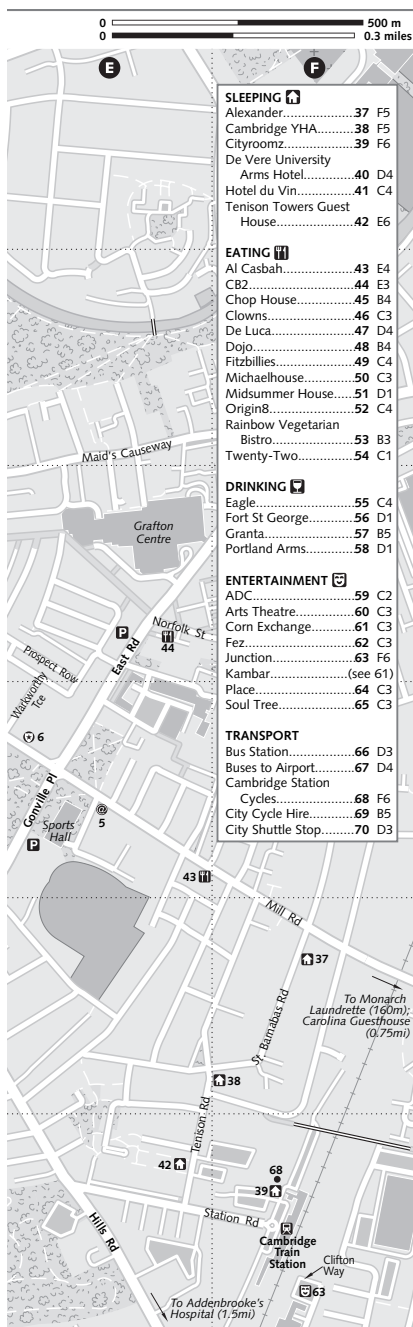 0 500 m
0 0.3 miles
E F
SLEEPING
Alexander....................37 F5
Cambridge YHA..........38 F5
Cityroomz...................39 F6
De Vere University
Arms Hotel..............40 D4
Hotel du Vin................41 C4
Tenison Towers Guest
House......................42 E6
EATING
Al Casbah....................43 E4
CB2..............................44 E3
Chop House.................45 B4
Clowns........................46 C3
De Luca.......................47 D4
Dojo............................48 B4
Fitzbillies.....................49 C4
Michaelhouse..............50 C3
Midsummer House.......51 D1
Origin8........................52 C4
Rainbow Vegetarian
Bistro......................53 B3
Twenty-Two................54 C1
DRINKING
Eagle...........................55 C4
Fort St George.............56 D1
Granta.........................57 B5
Portland Arms.............58 D1
ENTERTAINMENT
ADC............................59 C2
Arts Theatre................60 C3
Corn Exchange............61 C3
Fez..............................62 C3
Junction......................63 F6
Kambar..................(see 61)
Place...........................64 C3
Soul Tree.....................65 C3
TRANSPORT
Bus Station..................66 D3
Buses to Airport...........67 D4
Cambridge Station
Cycles.....................68 F6
City Cycle Hire............69 B5
City Shuttle Stop..........70 D3
Maid's Causeway
Grafton
Centre
P
Norfolk St
44
East Rd
Prospect Row
Warkworthy
Tce
6
Gonville Pl
@
5
Sports
Hall
P
43
Mill Rd
37
To Monarch
Laundrette (160m);
Carolina Guesthouse
(0.75mi)
St. Barnabas Rd
38
Tenison Rd
42
68
39
Station Rd
Cambridge
Train
Station
Hills Rd
Clifton
Way
63
To Addenbrooke's
Hospital (1.5mi)